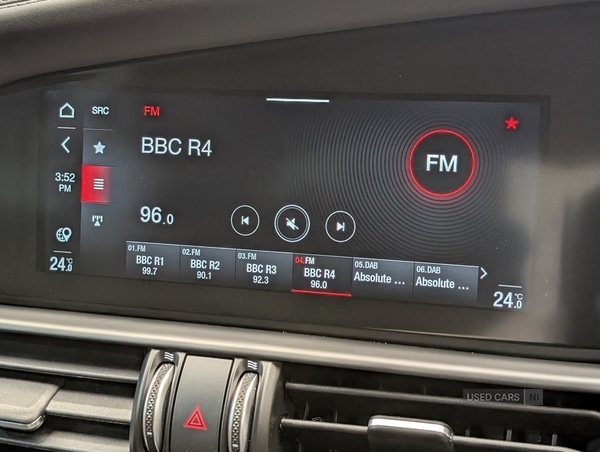 SRC FM
BBC R4
FM
3:52
PM
96.0
01.FM 02.FM 03.FM 04.FM 05.DAB 06.DAB
BBC R1 BBC R2 BBC R3 BBC R4 Absolute ... Absolute ...
99.7 90.1 92.3 96.0
24.0°C 24.0°C
USED CARS NI